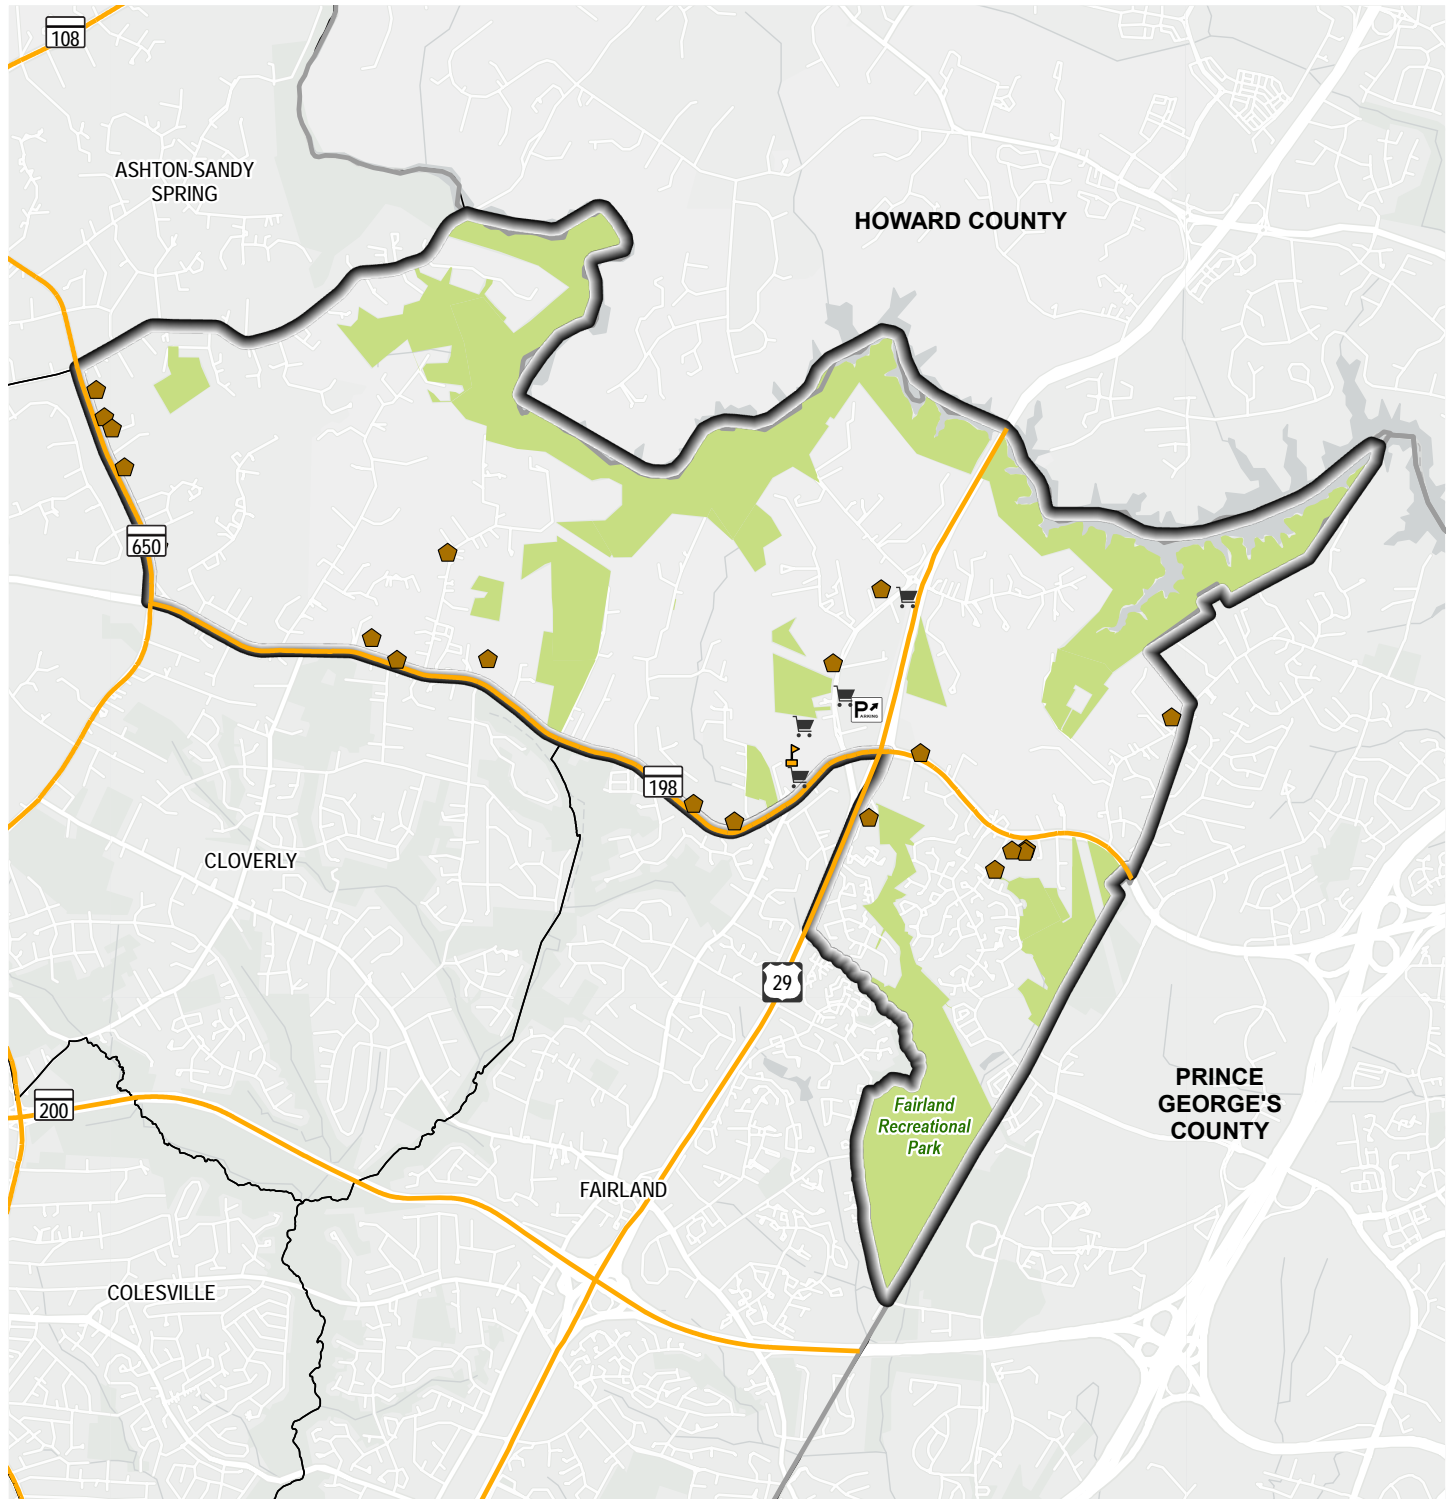 108
ASHTON-SANDY
SPRING
HOWARD COUNTY
650
P
ARKING
198
CLOVERLY
29
PRINCE
GEORGE'S
COUNTY
200
Fairland
Recreational
Park
FAIRLAND
COLESVILLE